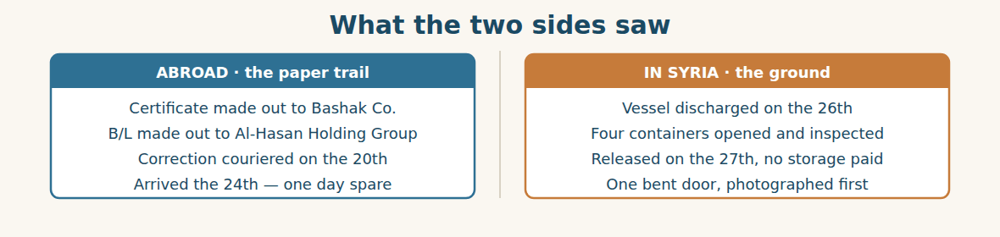 What the two sides saw
ABROAD · the paper trail
Certificate made out to Bashak Co.
B/L made out to Al-Hasan Holding Group
Correction couriered on the 20th
Arrived the 24th — one day spare
IN SYRIA · the ground
Vessel discharged on the 26th
Four containers opened and inspected
Released on the 27th, no storage paid
One bent door, photographed first